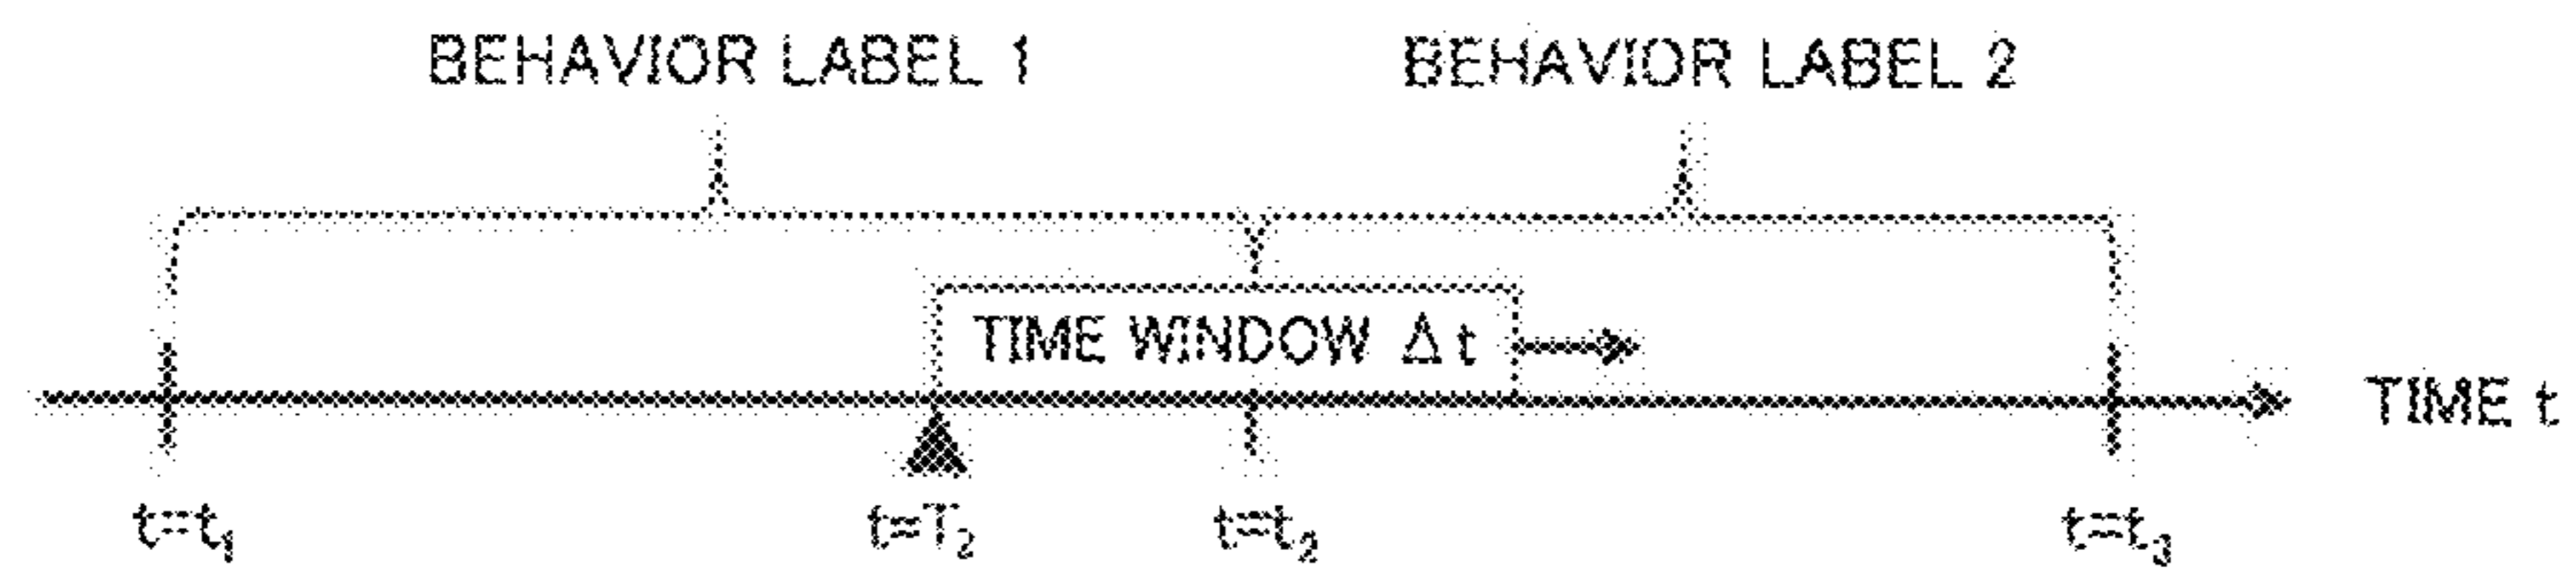 BEHAVIOR LABEL 1 BEHAVIOR LABEL 2
TIME WINDOW Δt
TIME t
t=t₁ t=T₂ t=t₂ t=t₃